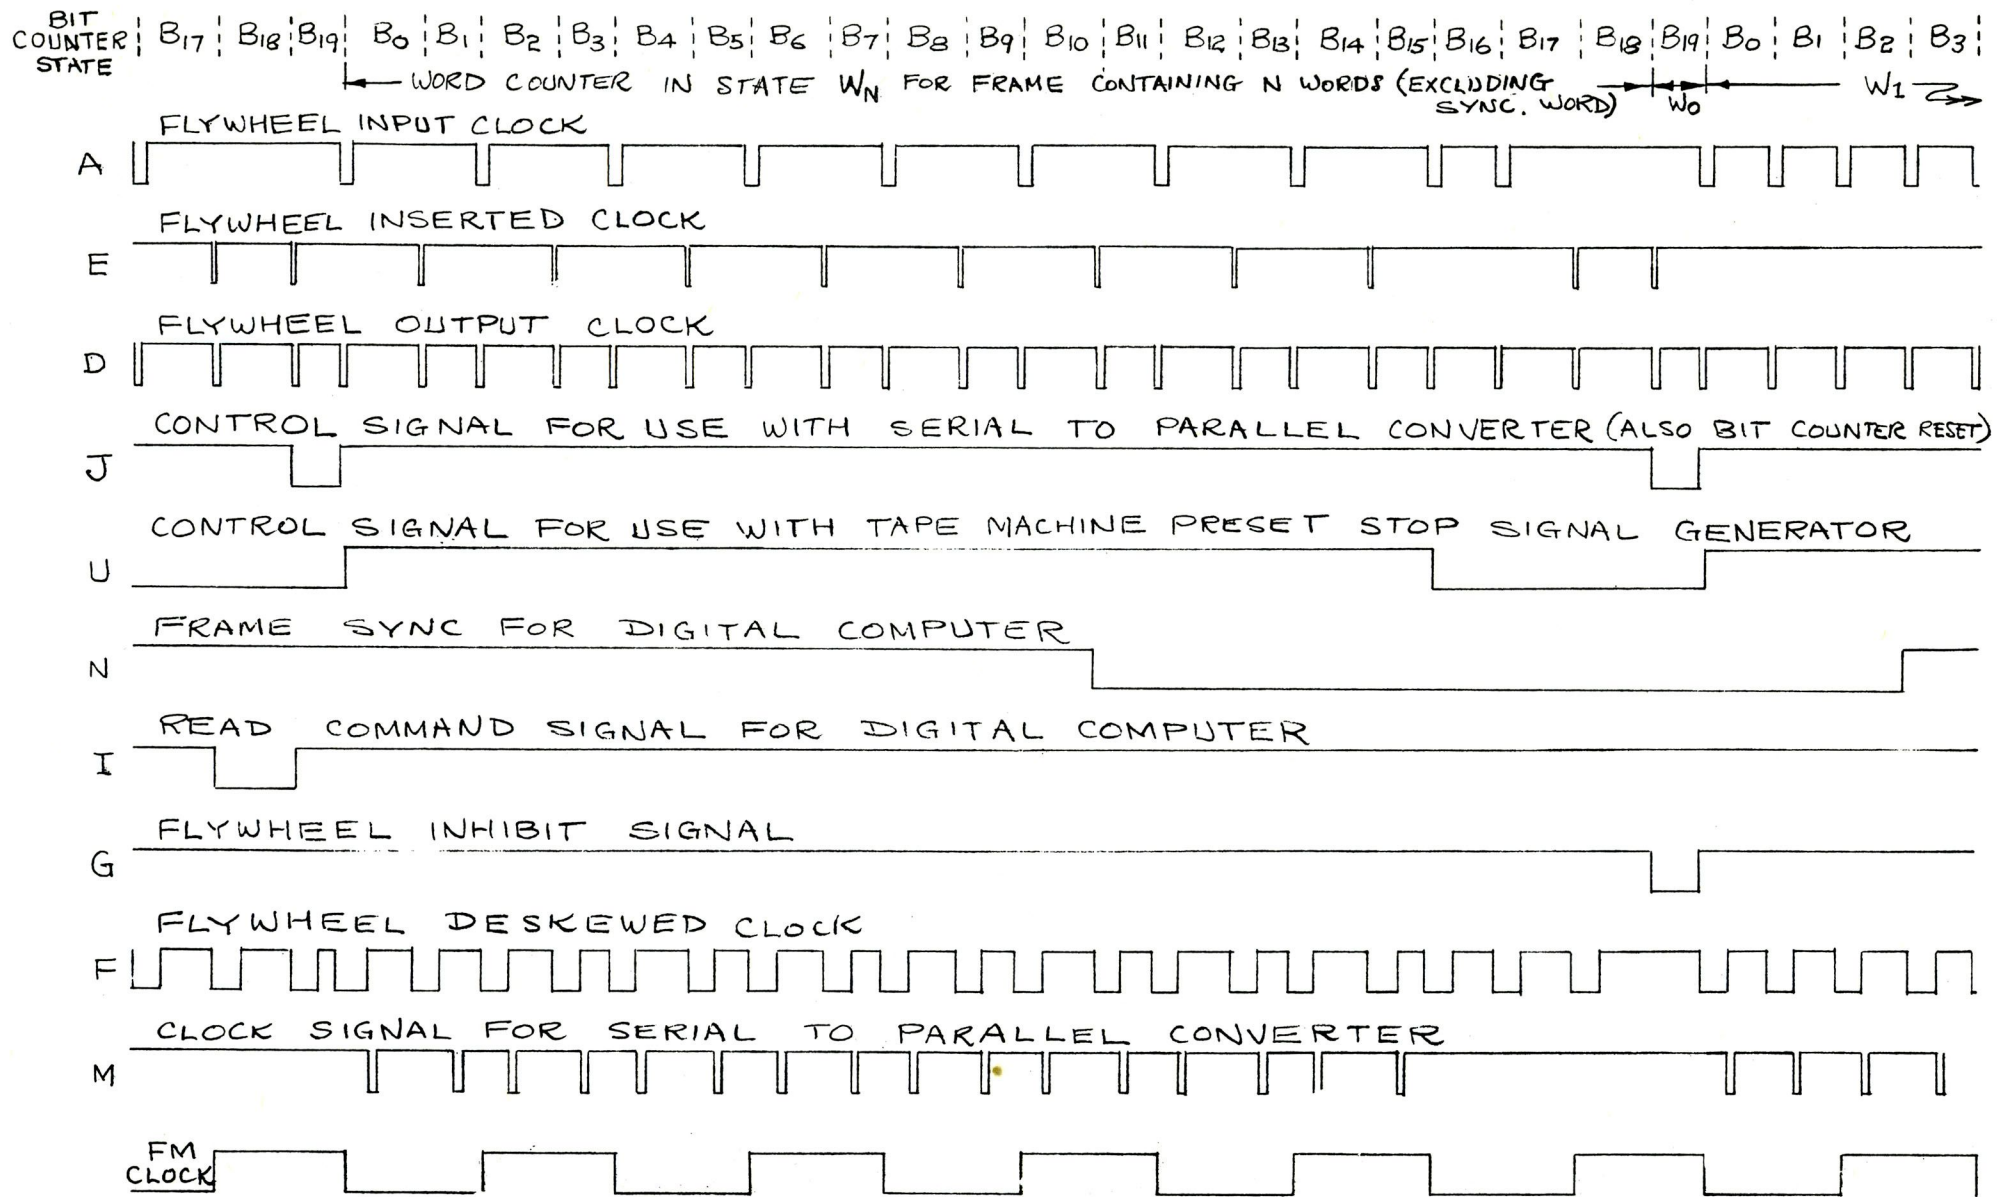 BIT COUNTER STATE
B17 B18 B19 B0 B1 B2 B3 B4 B5 B6 B7 B8 B9 B10 B11 B12 B13 B14 B15 B16 B17 B18 B19 B0 B1 B2 B3
WORD COUNTER IN STATE WN FOR FRAME CONTAINING N WORDS (EXCLUDING
SYNC. WORD) W0 W1
FLYWHEEL INPUT CLOCK
A
FLYWHEEL INSERTED CLOCK
E
FLYWHEEL OUTPUT CLOCK
D
CONTROL SIGNAL FOR USE WITH SERIAL TO PARALLEL CONVERTER (ALSO BIT COUNTER RESET)
J
CONTROL SIGNAL FOR USE WITH TAPE MACHINE PRESET STOP SIGNAL GENERATOR
U
FRAME SYNC FOR DIGITAL COMPUTER
N
READ COMMAND SIGNAL FOR DIGITAL COMPUTER
I
FLYWHEEL INHIBIT SIGNAL
G
FLYWHEEL DESKEWED CLOCK
F
CLOCK SIGNAL FOR SERIAL TO PARALLEL CONVERTER
M
FM
CLOCK